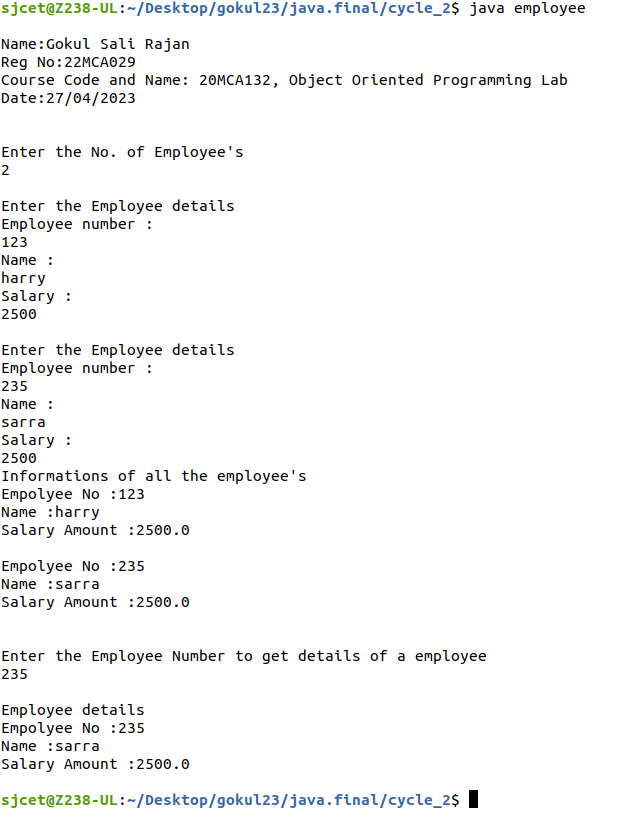 sjcet@Z238-UL:~/Desktop/gokul23/java.final/cycle_2$ java employee
Name:Gokul Sali Rajan
Reg No:22MCA029
Course Code and Name: 20MCA132, Object Oriented Programming Lab
Date:27/04/2023
Enter the No. of Employee's
2
Enter the Employee details
Employee number :
123
Name :
harry
Salary :
2500
Enter the Employee details
Employee number :
235
Name :
sarra
Salary :
2500
Informations of all the employee's
Empolyee No :123
Name :harry
Salary Amount :2500.0
Empolyee No :235
Name :sarra
Salary Amount :2500.0
Enter the Employee Number to get details of a employee
235
Employee details
Empolyee No :235
Name :sarra
Salary Amount :2500.0
sjcet@Z238-UL:~/Desktop/gokul23/java.final/cycle_2$